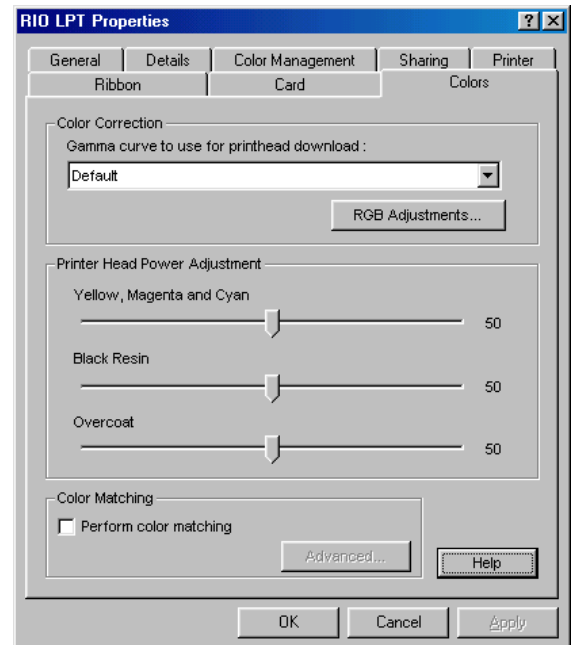 RIO LPT Properties
? ×
General Details Color Management Sharing Printer
Ribbon Card Colors
Color Correction
Gamma curve to use for printhead download :
Default
RGB Adjustments...
Printer Head Power Adjustment
Yellow, Magenta and Cyan
50
Black Resin
50
Overcoat
50
Color Matching
Perform color matching
Advanced...
Help
OK Cancel Apply